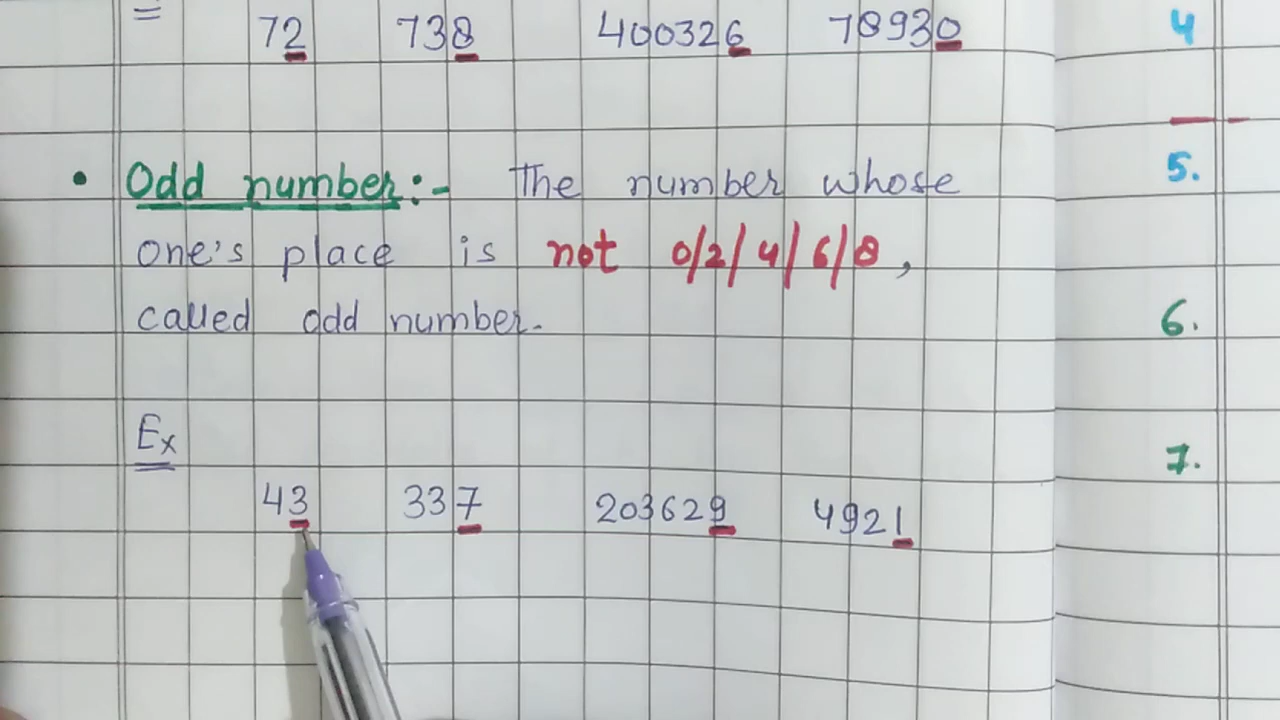 =
72 738 400326 78930
• Odd number:- The number whose
one's place is not 0/2/4/6/8,
called odd number.
Ex
43 337 203629 4921
4
5.
6.
7.